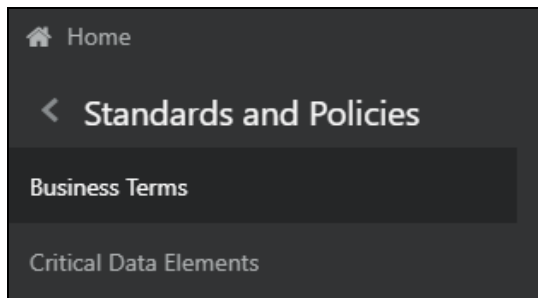 Home
Standards and Policies
Business Terms
Critical Data Elements